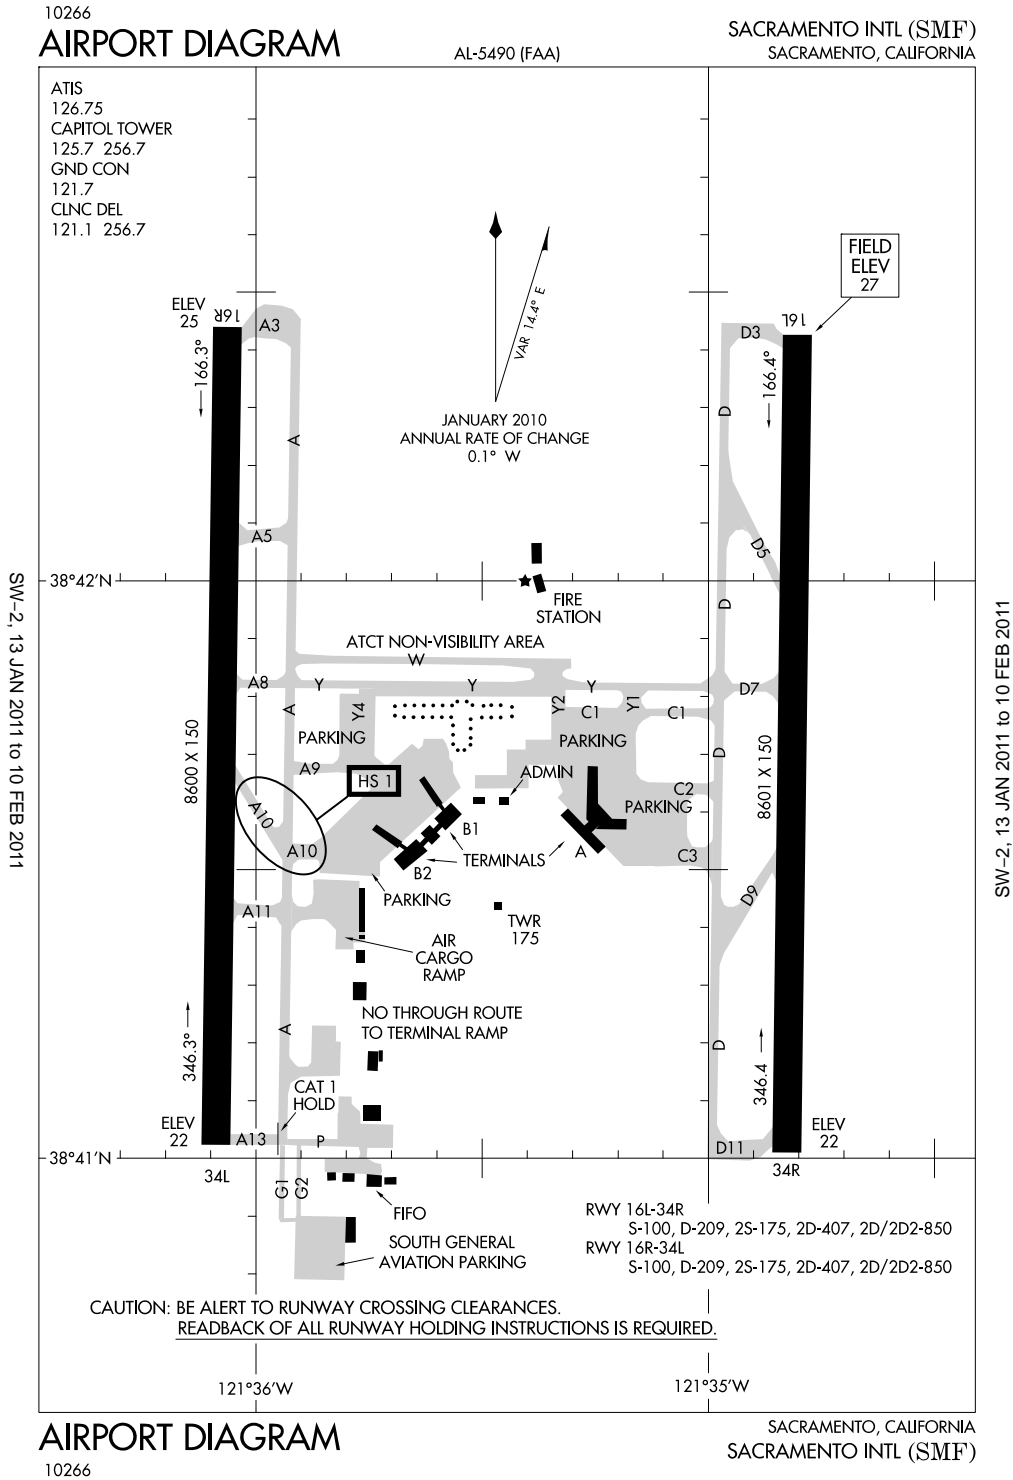 10266
AIRPORT DIAGRAM
AL-5490 (FAA)
SACRAMENTO INTL (SMF)
SACRAMENTO, CALIFORNIA
ATIS
126.75
CAPITOL TOWER
125.7 256.7
GND CON
121.7
CLNC DEL
121.1 256.7
FIELD
ELEV
27
VAR 14.4° E
JANUARY 2010
ANNUAL RATE OF CHANGE
0.1° W
ELEV
25
16R
A3
D3
16L
166.3°
166.4°
A
D
A5
D5
38°42'N
FIRE
STATION
D
ATCT NON-VISIBILITY AREA
W
A8
Y
Y
Y
D7
A
Y4
Y2
Y1
C1
C1
PARKING
PARKING
D
8600 X 150
8601 X 150
A9
HS 1
ADMIN
C2
PARKING
A10
B1
A10
TERMINALS
A
C3
B2
PARKING
D9
A11
TWR
175
AIR
CARGO
RAMP
NO THROUGH ROUTE
TO TERMINAL RAMP
346.3°
A
D
346.4
CAT 1
HOLD
ELEV
22
A13
P
D11
ELEV
22
38°41'N
34L
34R
G1
G2
FIFO
SOUTH GENERAL
AVIATION PARKING
RWY 16L-34R
S-100, D-209, 2S-175, 2D-407, 2D/2D2-850
RWY 16R-34L
S-100, D-209, 2S-175, 2D-407, 2D/2D2-850
CAUTION: BE ALERT TO RUNWAY CROSSING CLEARANCES.
READBACK OF ALL RUNWAY HOLDING INSTRUCTIONS IS REQUIRED.
121°36'W
121°35'W
SW-2, 13 JAN 2011 to 10 FEB 2011
SW-2, 13 JAN 2011 to 10 FEB 2011
AIRPORT DIAGRAM
10266
SACRAMENTO, CALIFORNIA
SACRAMENTO INTL (SMF)